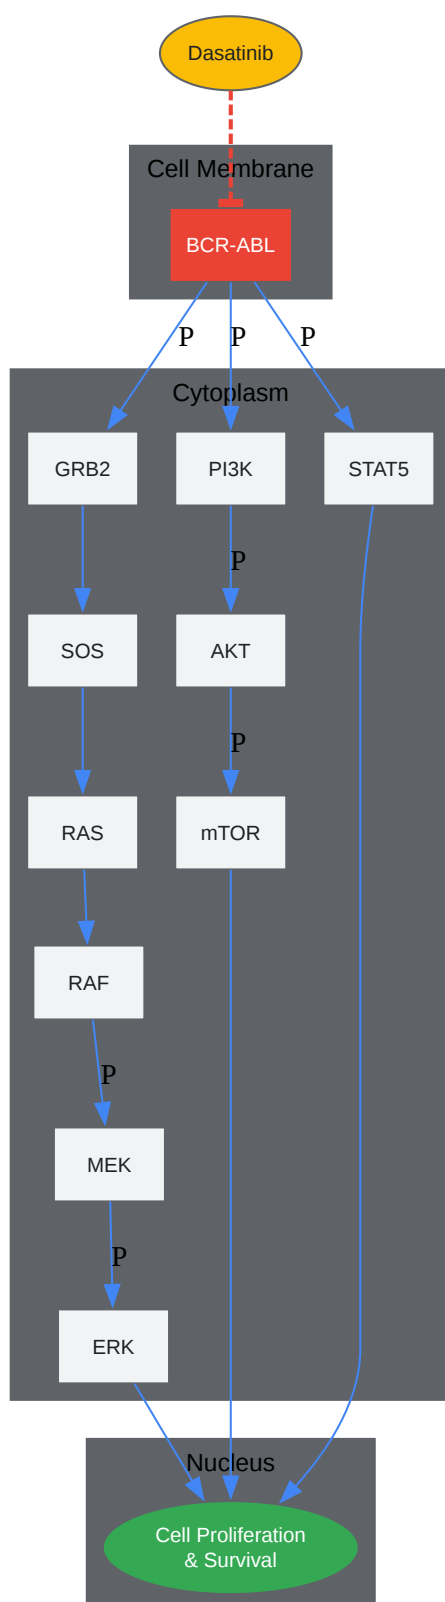 Dasatinib
Cell Membrane
BCR-ABL
P P P
Cytoplasm
GRB2 PI3K STAT5
P
SOS AKT
P
RAS mTOR
RAF
P
MEK
P
ERK
Nucleus
Cell Proliferation
& Survival